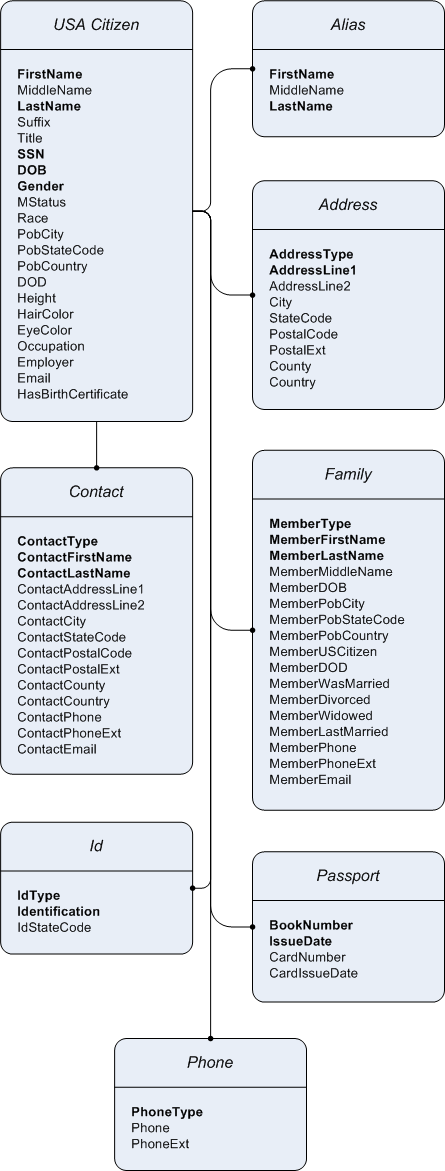 USA Citizen
FirstName
MiddleName
LastName
Suffix
Title
SSN
DOB
Gender
MStatus
Race
PobCity
PobStateCode
PobCountry
DOD
Height
HairColor
EyeColor
Occupation
Employer
Email
HasBirthCertificate
Alias
FirstName
MiddleName
LastName
Address
AddressType
AddressLine1
AddressLine2
City
StateCode
PostalCode
PostalExt
County
Country
Contact
ContactType
ContactFirstName
ContactLastName
ContactAddressLine1
ContactAddressLine2
ContactCity
ContactStateCode
ContactPostalCode
ContactPostalExt
ContactCounty
ContactCountry
ContactPhone
ContactPhoneExt
ContactEmail
Family
MemberType
MemberFirstName
MemberLastName
MemberMiddleName
MemberDOB
MemberPobCity
MemberPobStateCode
MemberPobCountry
MemberUSCitizen
MemberDOD
MemberWasMarried
MemberDivorced
MemberWidowed
MemberLastMarried
MemberPhone
MemberPhoneExt
MemberEmail
Id
IdType
Identification
IdStateCode
Passport
BookNumber
IssueDate
CardNumber
CardIssueDate
Phone
PhoneType
Phone
PhoneExt